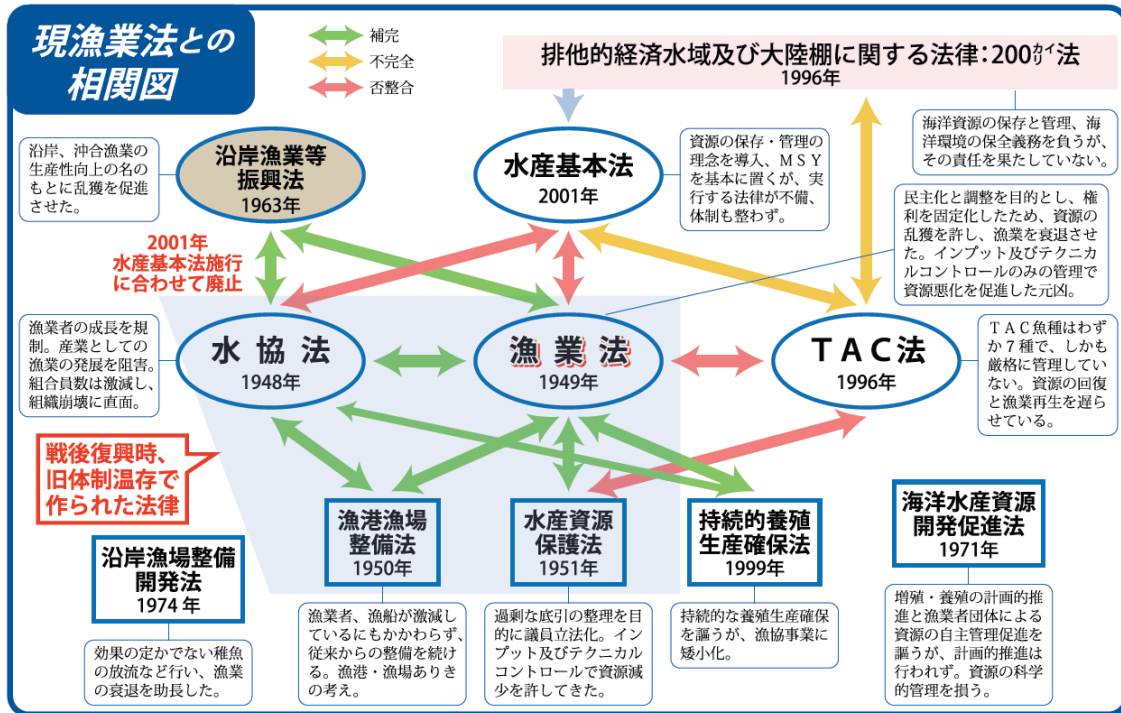 現漁業法との
相関図
補完
不完全
否整合
排他的経済水域及び大陸棚に関する法律：200カイリ法
1996年
海洋資源の保存と管理、海
洋環境の保全義務を負うが、
その責任を果たしていない。
沿岸、沖合漁業の
生産性向上の名の
もとに乱獲を促進
させた。
沿岸漁業等
振興法
1963年
水産基本法
2001年
資源の保存・管理の
理念を導入、ＭＳＹ
を基本に置くが、実
行する法律が不備、
体制も整わず。
民主化と調整を目的とし、権
利を固定化したため、資源の
乱獲を許し、漁業を衰退させ
た。インプット及びテクニカ
ルコントロールのみの管理で
資源悪化を促進した元凶。
2001年
水産基本法施行
に合わせて廃止
漁業者の成長を規
制。産業としての
漁業の発展を阻害。
組合員数は激減し、
組織崩壊に直面。
水協法
1948年
漁業法
1949年
ＴＡＣ法
1996年
ＴＡＣ魚種はわず
か７種で、しかも
厳格に管理してい
ない。資源の回復
と漁業再生を遅ら
せている。
戦後復興時、
旧体制温存で
作られた法律
沿岸漁場整備
開発法
1974年
効果の定かでない稚魚
の放流など行い、漁業
の衰退を助長した。
漁港漁場
整備法
1950年
漁業者、漁船が激減し
ているにもかかわらず、
従来からの整備を続け
る。漁港・漁場ありき
の考え。
水産資源
保護法
1951年
過剰な底引の整理を目
的に議員立法化。イン
プット及びテクニカル
コントロールで資源減
少を許してきた。
持続的養殖
生産確保法
1999年
持続的な養殖生産確保
を謳うが、漁協事業に
矮小化。
海洋水産資源
開発促進法
1971年
増殖・養殖の計画的推
進と漁業者団体による
資源の自主管理促進を
謳うが、計画的推進は
行われず。資源の科学
的管理を損う。